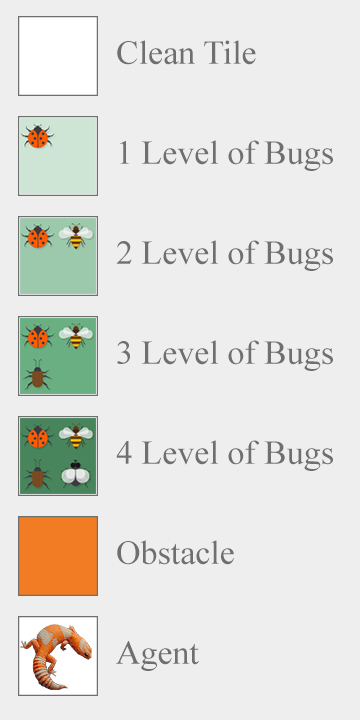 Clean Tile
1 Level of Bugs
2 Level of Bugs
3 Level of Bugs
4 Level of Bugs
Obstacle
Agent